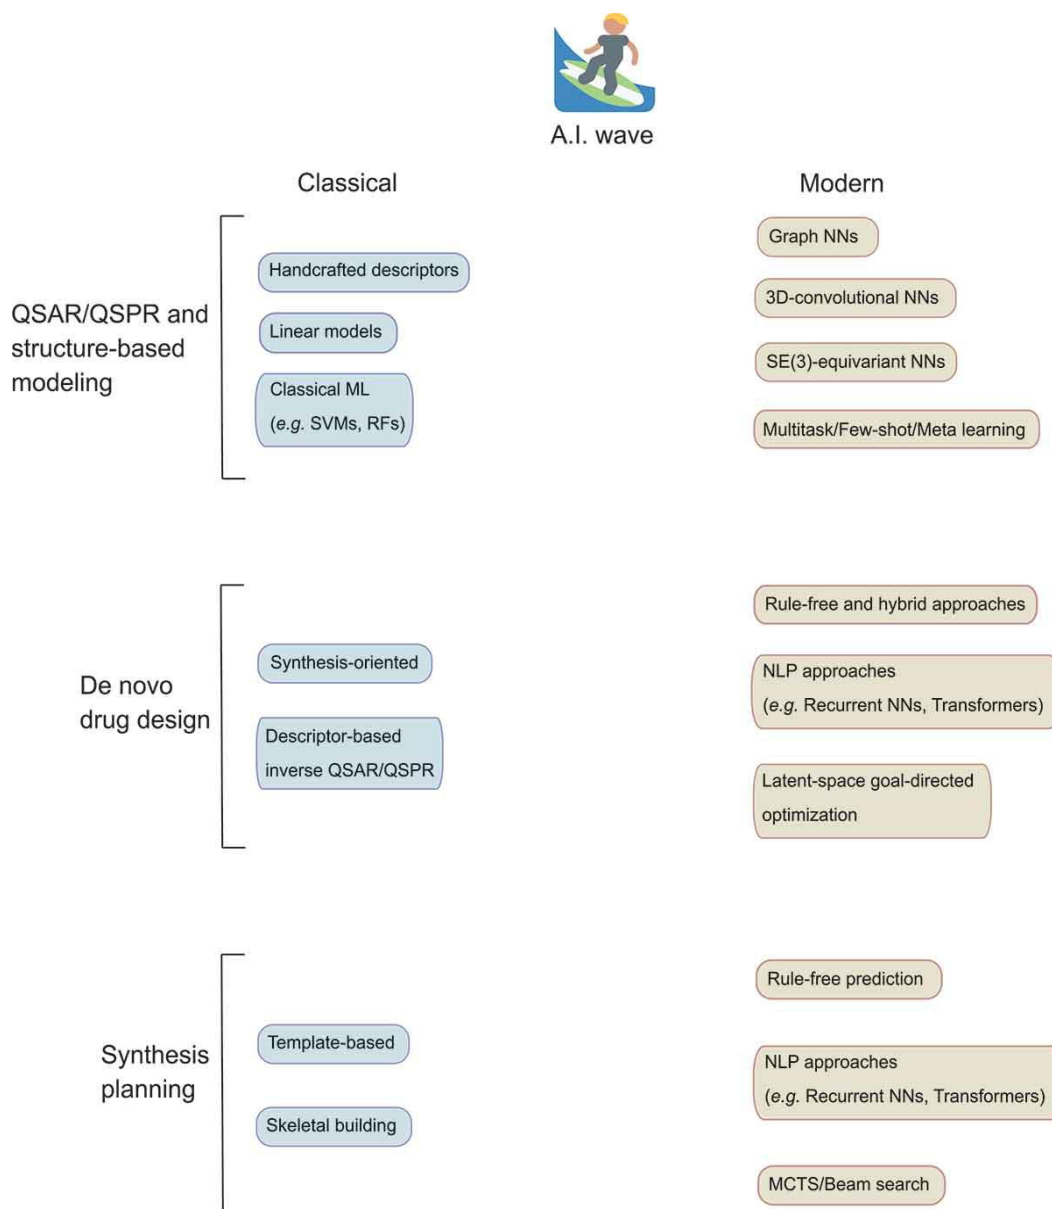 A.I. wave
Classical
Modern
QSAR/QSPR and
structure-based
modeling
Handcrafted descriptors
Linear models
Classical ML
(e.g. SVMs, RFs)
Graph NNs
3D-convolutional NNs
SE(3)-equivariant NNs
Multitask/Few-shot/Meta learning
De novo
drug design
Synthesis-oriented
Descriptor-based
inverse QSAR/QSPR
Rule-free and hybrid approaches
NLP approaches
(e.g. Recurrent NNs, Transformers)
Latent-space goal-directed
optimization
Synthesis
planning
Template-based
Skeletal building
Rule-free prediction
NLP approaches
(e.g. Recurrent NNs, Transformers)
MCTS/Beam search